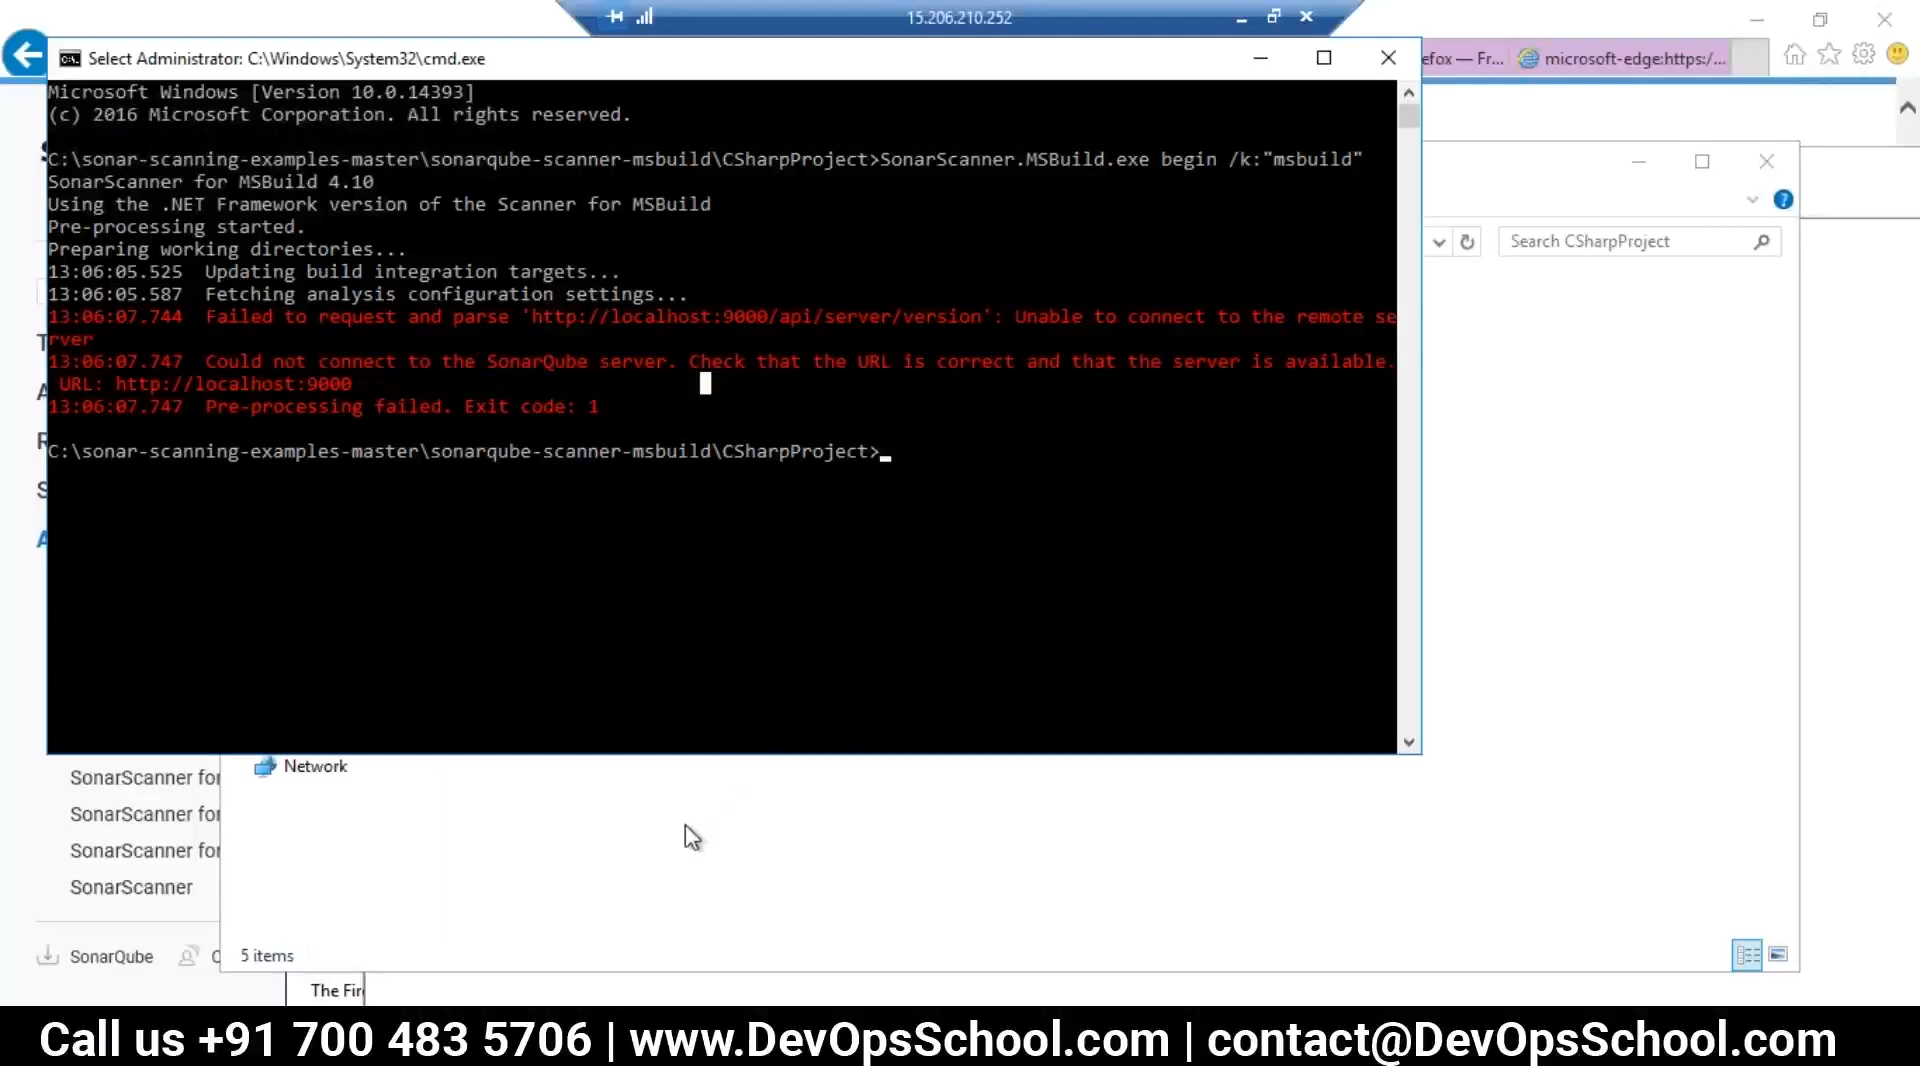 15.206.210.252
Select Administrator: C:\Windows\System32\cmd.exe
efox — Fr...
microsoft-edge:https:/...
Microsoft Windows [Version 10.0.14393]
(c) 2016 Microsoft Corporation. All rights reserved.
C:\sonar-scanning-examples-master\sonarqube-scanner-msbuild\CSharpProject>SonarScanner.MSBuild.exe begin /k:"msbuild"
SonarScanner for MSBuild 4.10
Using the .NET Framework version of the Scanner for MSBuild
Pre-processing started.
Preparing working directories...
13:06:05.525  Updating build integration targets...
13:06:05.587  Fetching analysis configuration settings...
13:06:07.744  Failed to request and parse 'http://localhost:9000/api/server/version': Unable to connect to the remote se
rver
13:06:07.747  Could not connect to the SonarQube server. Check that the URL is correct and that the server is available.
URL: http://localhost:9000
13:06:07.747  Pre-processing failed. Exit code: 1
C:\sonar-scanning-examples-master\sonarqube-scanner-msbuild\CSharpProject>
Search CSharpProject
Network
SonarScanner for
SonarScanner for
SonarScanner for
SonarScanner
SonarQube
5 items
The Fire
Call us +91 700 483 5706 | www.DevOpsSchool.com | contact@DevOpsSchool.com